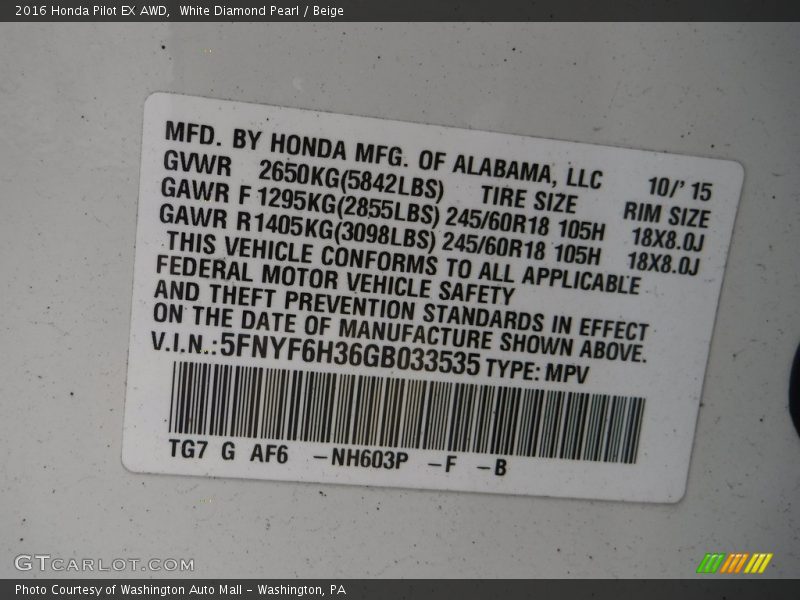 2016 Honda Pilot EX AWD,  White Diamond Pearl / Beige
MFD. BY HONDA MFG. OF ALABAMA, LLC 10/' 15
GVWR 2650KG(5842LBS) TIRE SIZE RIM SIZE
GAWR F 1295KG(2855LBS) 245/60R18 105H 18X8.0J
GAWR R1405KG(3098LBS) 245/60R18 105H 18X8.0J
THIS VEHICLE CONFORMS TO ALL APPLICABLE
FEDERAL MOTOR VEHICLE SAFETY
AND THEFT PREVENTION STANDARDS IN EFFECT
ON THE DATE OF MANUFACTURE SHOWN ABOVE.
V.I.N.:5FNYF6H36GB033535 TYPE: MPV
TG7 G AF6 –NH603P –F –B
GTCARLOT.COM
Photo Courtesy of Washington Auto Mall – Washington, PA